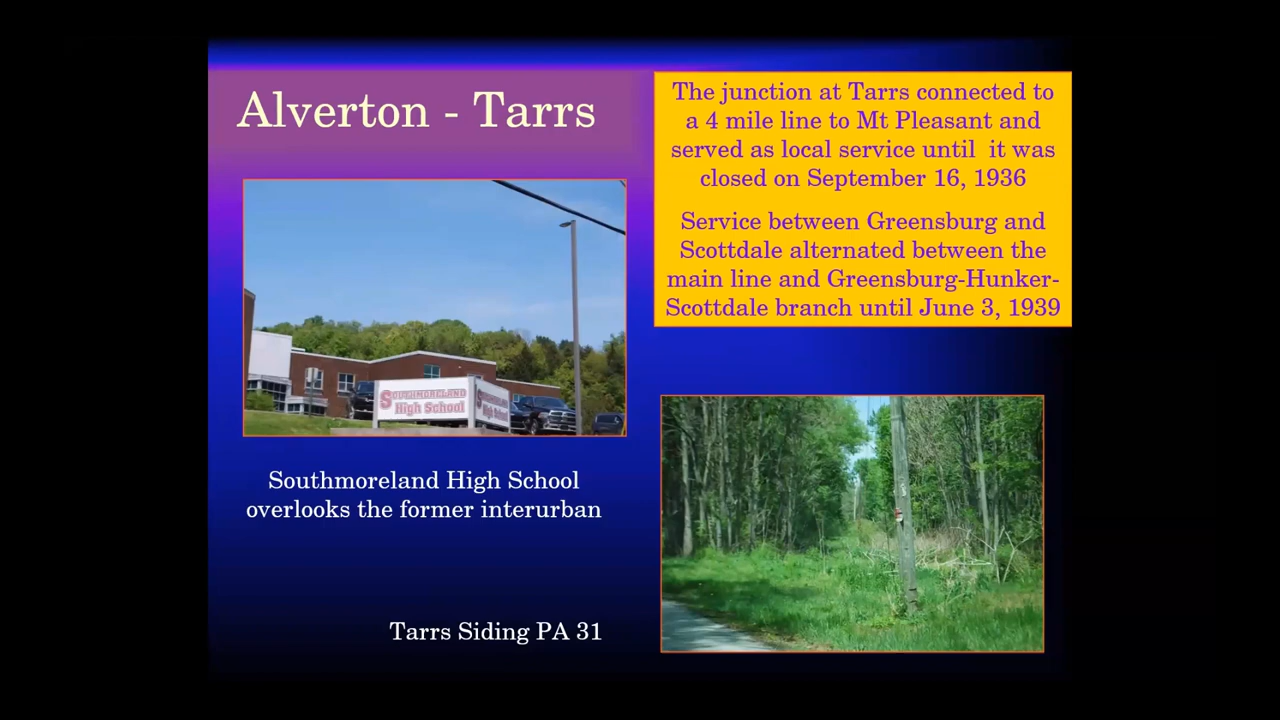 Alverton - Tarrs
The junction at Tarrs connected to
a 4 mile line to Mt Pleasant and
served as local service until it was
closed on September 16, 1936
Service between Greensburg and
Scottdale alternated between the
main line and Greensburg-Hunker-
Scottdale branch until June 3, 1939
Southmoreland
High School
Southmoreland
High School
Southmoreland High School
overlooks the former interurban
Tarrs Siding PA 31